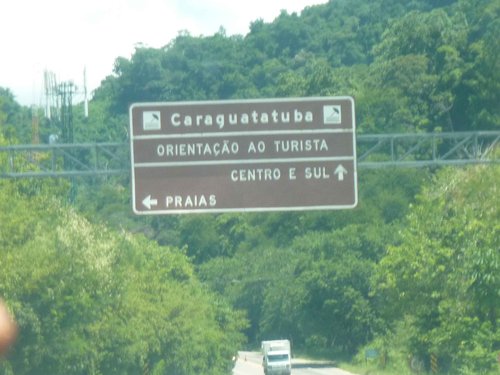 Caraguatatuba
ORIENTAÇÃO AO TURISTA
CENTRO E SUL
PRAIAS